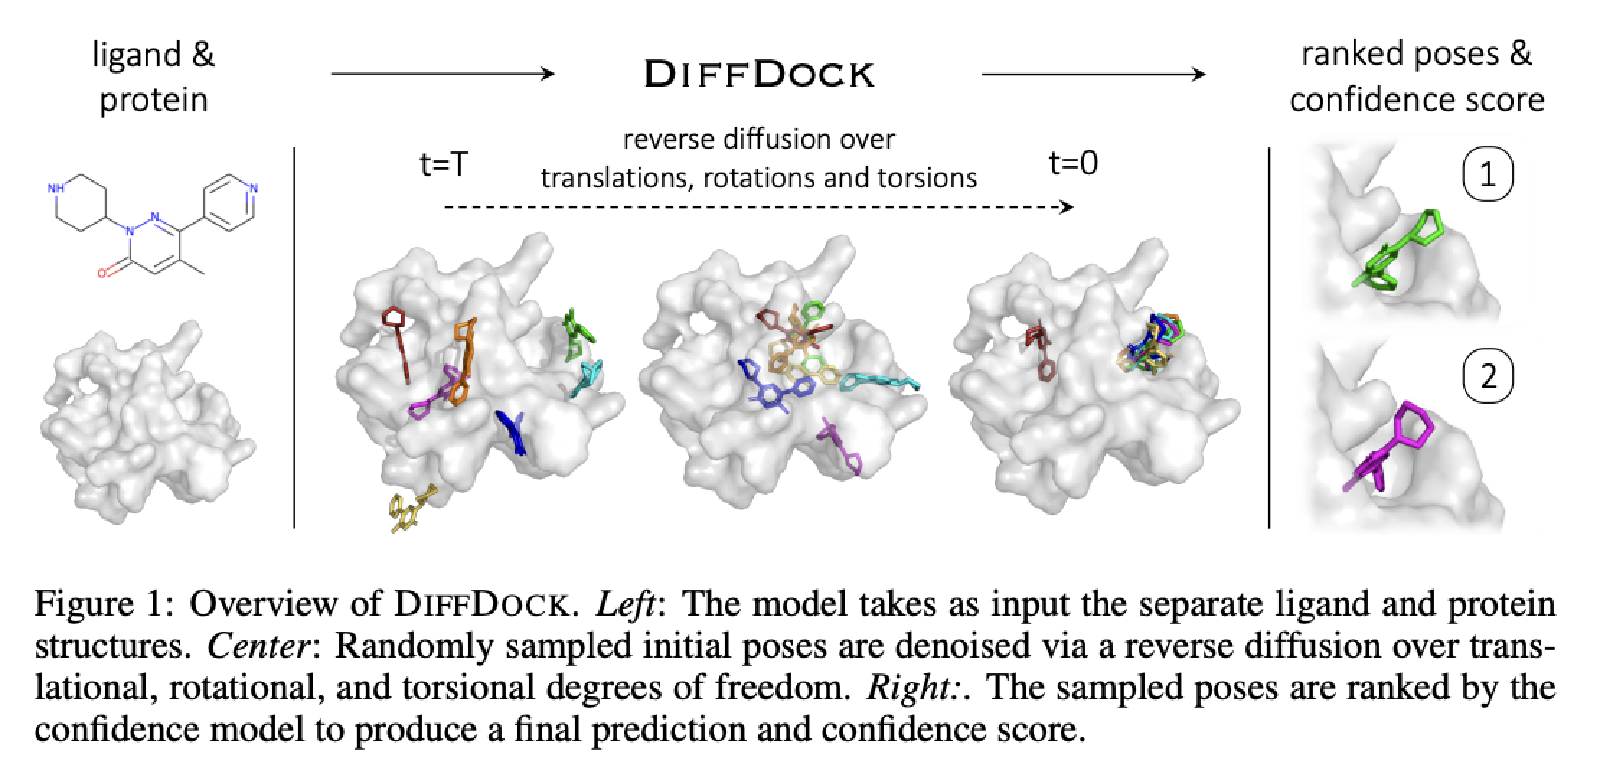 ligand &
protein
DIFFDOCK
ranked poses &
confidence score
reverse diffusion over
translations, rotations and torsions
t=T
t=0
NH
N
N
N
O
1
2
Figure 1: Overview of DIFFDOCK. Left: The model takes as input the separate ligand and protein
structures. Center: Randomly sampled initial poses are denoised via a reverse diffusion over trans-
lational, rotational, and torsional degrees of freedom. Right:. The sampled poses are ranked by the
confidence model to produce a final prediction and confidence score.